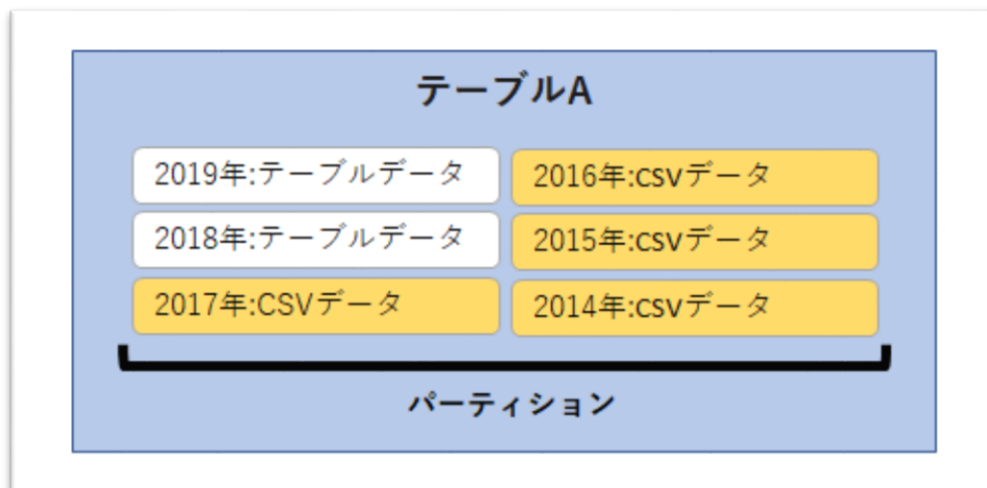 テーブルA
2019年:テーブルデータ
2018年:テーブルデータ
2017年:CSVデータ
2016年:CSVデータ
2015年:CSVデータ
2014年:CSVデータ
パーティション